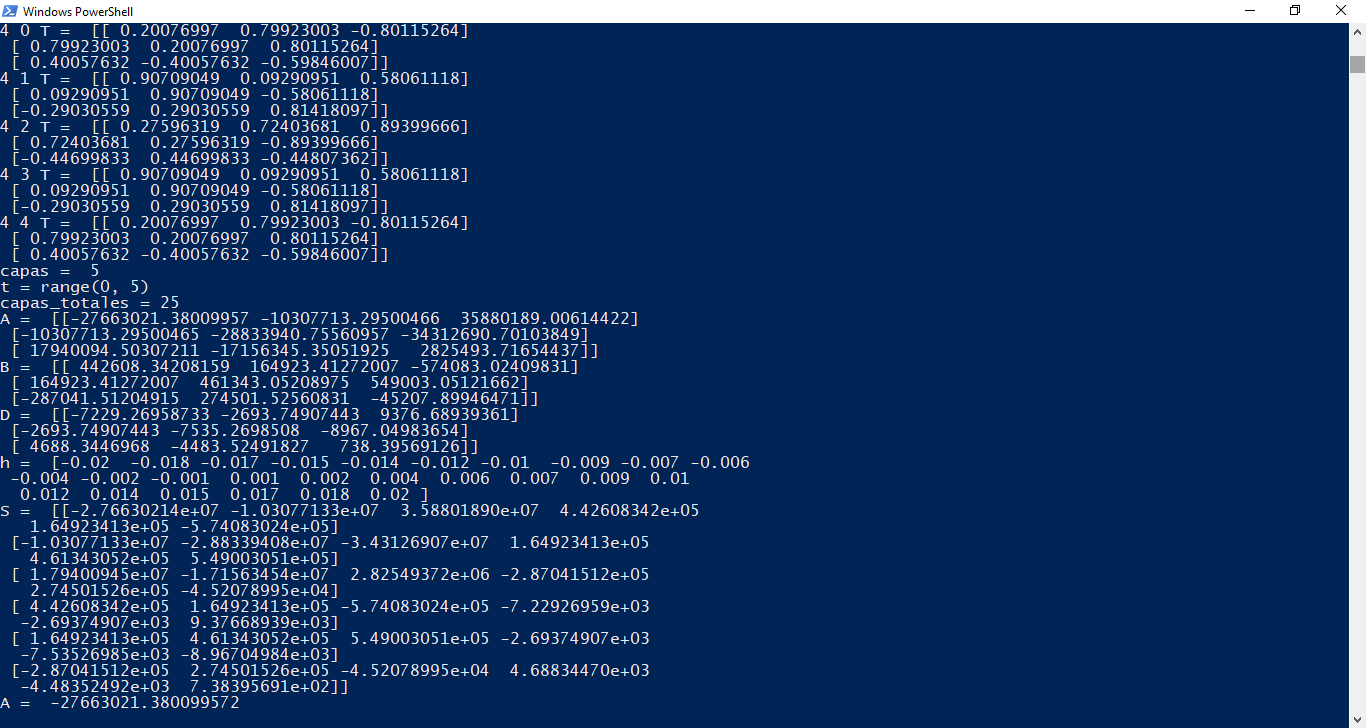 Windows PowerShell
4 0 T =  [[ 0.20076997  0.79923003 -0.80115264]
 [ 0.79923003  0.20076997  0.80115264]
 [ 0.40057632 -0.40057632 -0.59846007]]
4 1 T =  [[ 0.90709049  0.09290951  0.58061118]
 [ 0.09290951  0.90709049 -0.58061118]
 [-0.29030559  0.29030559  0.81418097]]
4 2 T =  [[ 0.27596319  0.72403681  0.89399666]
 [ 0.72403681  0.27596319 -0.89399666]
 [-0.44699833  0.44699833 -0.44807362]]
4 3 T =  [[ 0.90709049  0.09290951  0.58061118]
 [ 0.09290951  0.90709049 -0.58061118]
 [-0.29030559  0.29030559  0.81418097]]
4 4 T =  [[ 0.20076997  0.79923003 -0.80115264]
 [ 0.79923003  0.20076997  0.80115264]
 [ 0.40057632 -0.40057632 -0.59846007]]
capas =  5
t = range(0, 5)
capas_totales = 25
A =  [[-27663021.38009957 -10307713.29500466  35880189.00614422]
 [-10307713.29500465 -28833940.75560957 -34312690.70103849]
 [ 17940094.50307211 -17156345.35051925   2825493.71654437]]
B =  [[ 442608.34208159  164923.41272007 -574083.02409831]
 [ 164923.41272007  461343.05208975  549003.05121662]
 [-287041.51204915  274501.52560831  -45207.89946471]]
D =  [[-7229.26958733 -2693.74907443  9376.68939361]
 [-2693.74907443 -7535.2698508  -8967.04983654]
 [ 4688.3446968  -4483.52491827   738.39569126]]
h =  [-0.02  -0.018 -0.017 -0.015 -0.014 -0.012 -0.01  -0.009 -0.007 -0.006
 -0.004 -0.002 -0.001  0.001  0.002  0.004  0.006  0.007  0.009  0.01
  0.012  0.014  0.015  0.017  0.018  0.02 ]
S =  [[-2.76630214e+07 -1.03077133e+07  3.58801890e+07  4.42608342e+05
   1.64923413e+05 -5.74083024e+05]
 [-1.03077133e+07 -2.88339408e+07 -3.43126907e+07  1.64923413e+05
   4.61343052e+05  5.49003051e+05]
 [ 1.79400945e+07 -1.71563454e+07  2.82549372e+06 -2.87041512e+05
   2.74501526e+05 -4.52078995e+04]
 [ 4.42608342e+05  1.64923413e+05 -5.74083024e+05 -7.22926959e+03
  -2.69374907e+03  9.37668939e+03]
 [ 1.64923413e+05  4.61343052e+05  5.49003051e+05 -2.69374907e+03
  -7.53526985e+03 -8.96704984e+03]
 [-2.87041512e+05  2.74501526e+05 -4.52078995e+04  4.68834470e+03
  -4.48352492e+03  7.38395691e+02]]
A =  -27663021.380099572